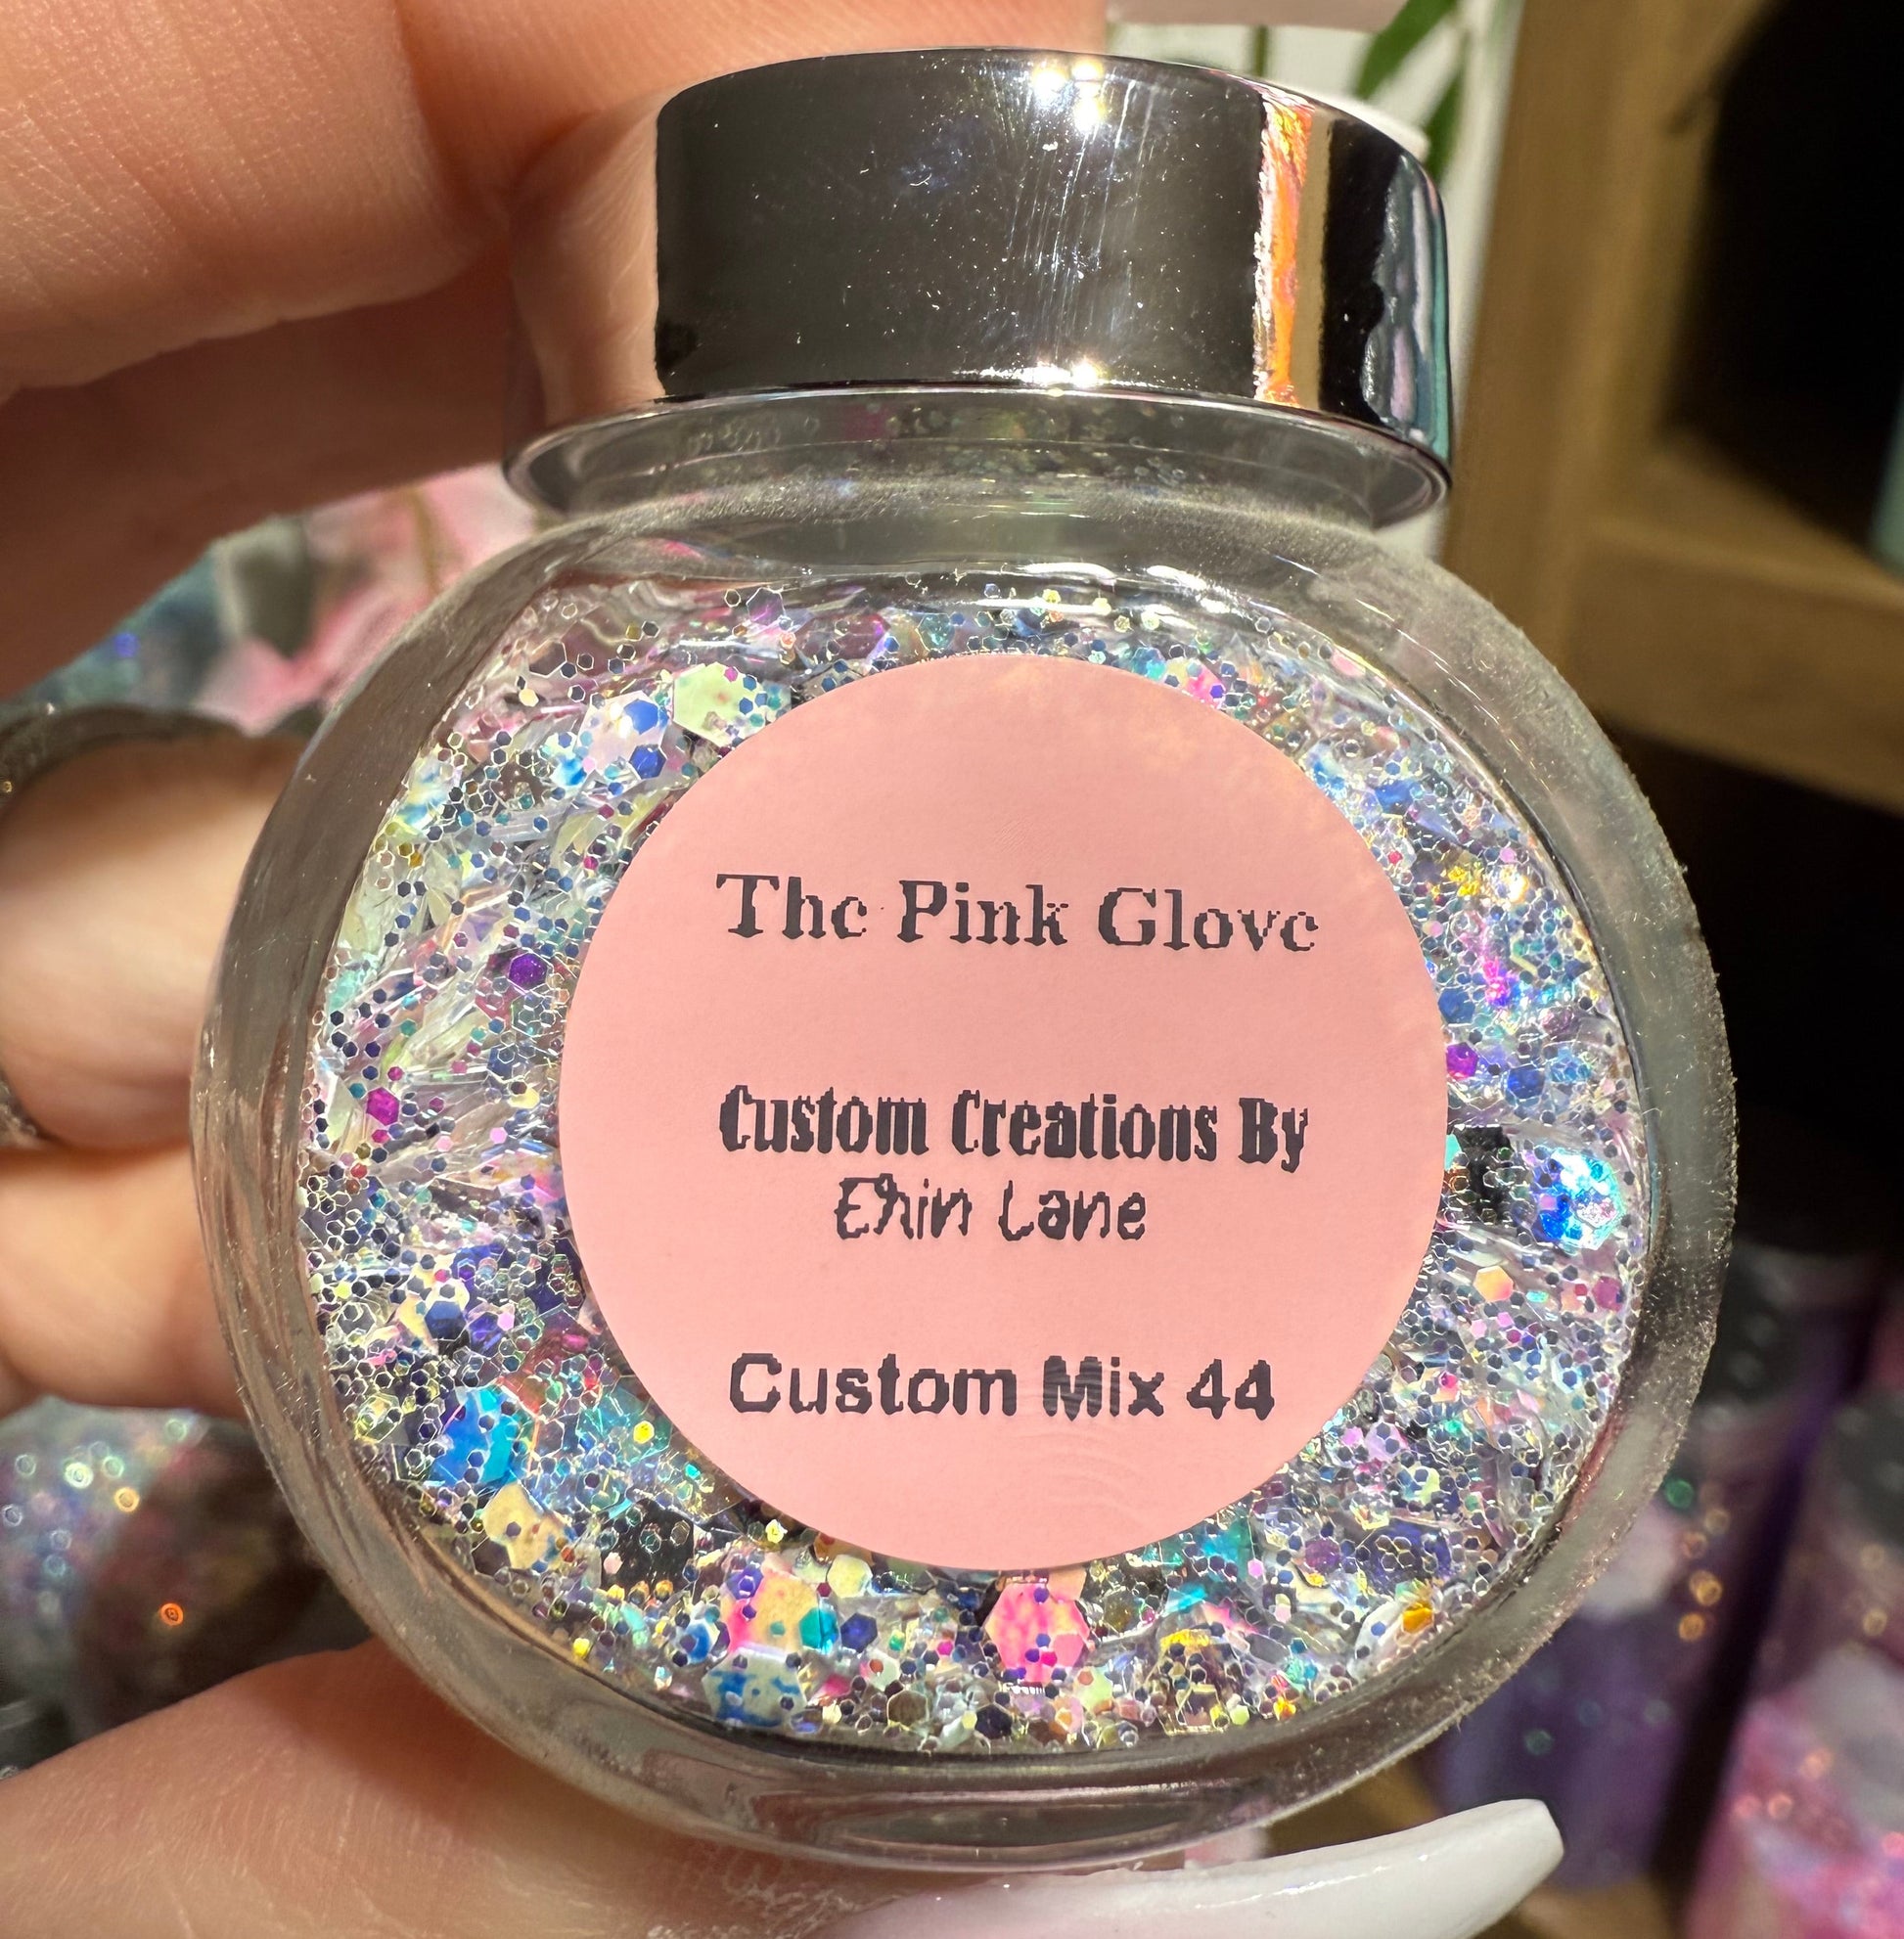 The Pink Glove
Custom Creations By
Erin Lane
Custom Mix 44